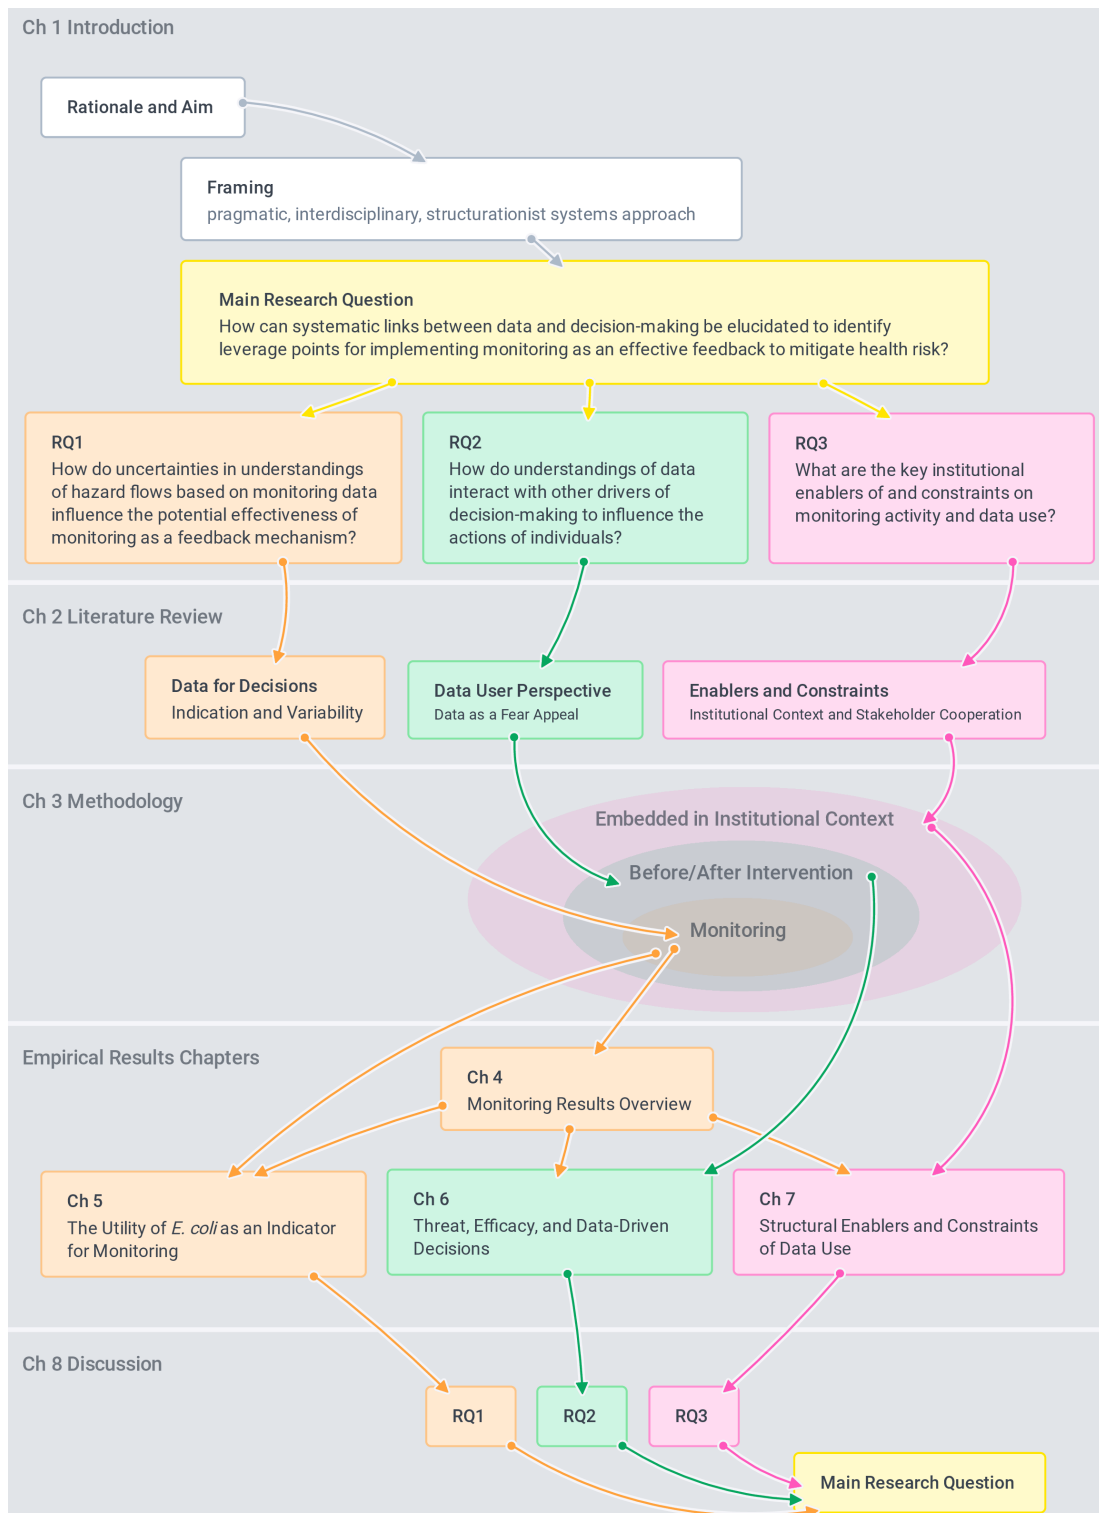 Ch 1 Introduction
Rationale and Aim
Framing
pragmatic, interdisciplinary, structurationist systems approach
Main Research Question
How can systematic links between data and decision-making be elucidated to identify
leverage points for implementing monitoring as an effective feedback to mitigate health risk?
RQ1
How do uncertainties in understandings
of hazard flows based on monitoring data
influence the potential effectiveness of
monitoring as a feedback mechanism?
RQ2
How do understandings of data
interact with other drivers of
decision-making to influence the
actions of individuals?
RQ3
What are the key institutional
enablers of and constraints on
monitoring activity and data use?
Ch 2 Literature Review
Data for Decisions
Indication and Variability
Data User Perspective
Data as a Fear Appeal
Enablers and Constraints
Institutional Context and Stakeholder Cooperation
Ch 3 Methodology
Embedded in Institutional Context
Before/After Intervention
Monitoring
Empirical Results Chapters
Ch 4
Monitoring Results Overview
Ch 5
The Utility of E. coli as an Indicator
for Monitoring
Ch 6
Threat, Efficacy, and Data-Driven
Decisions
Ch 7
Structural Enablers and Constraints
of Data Use
Ch 8 Discussion
RQ1
RQ2
RQ3
Main Research Question